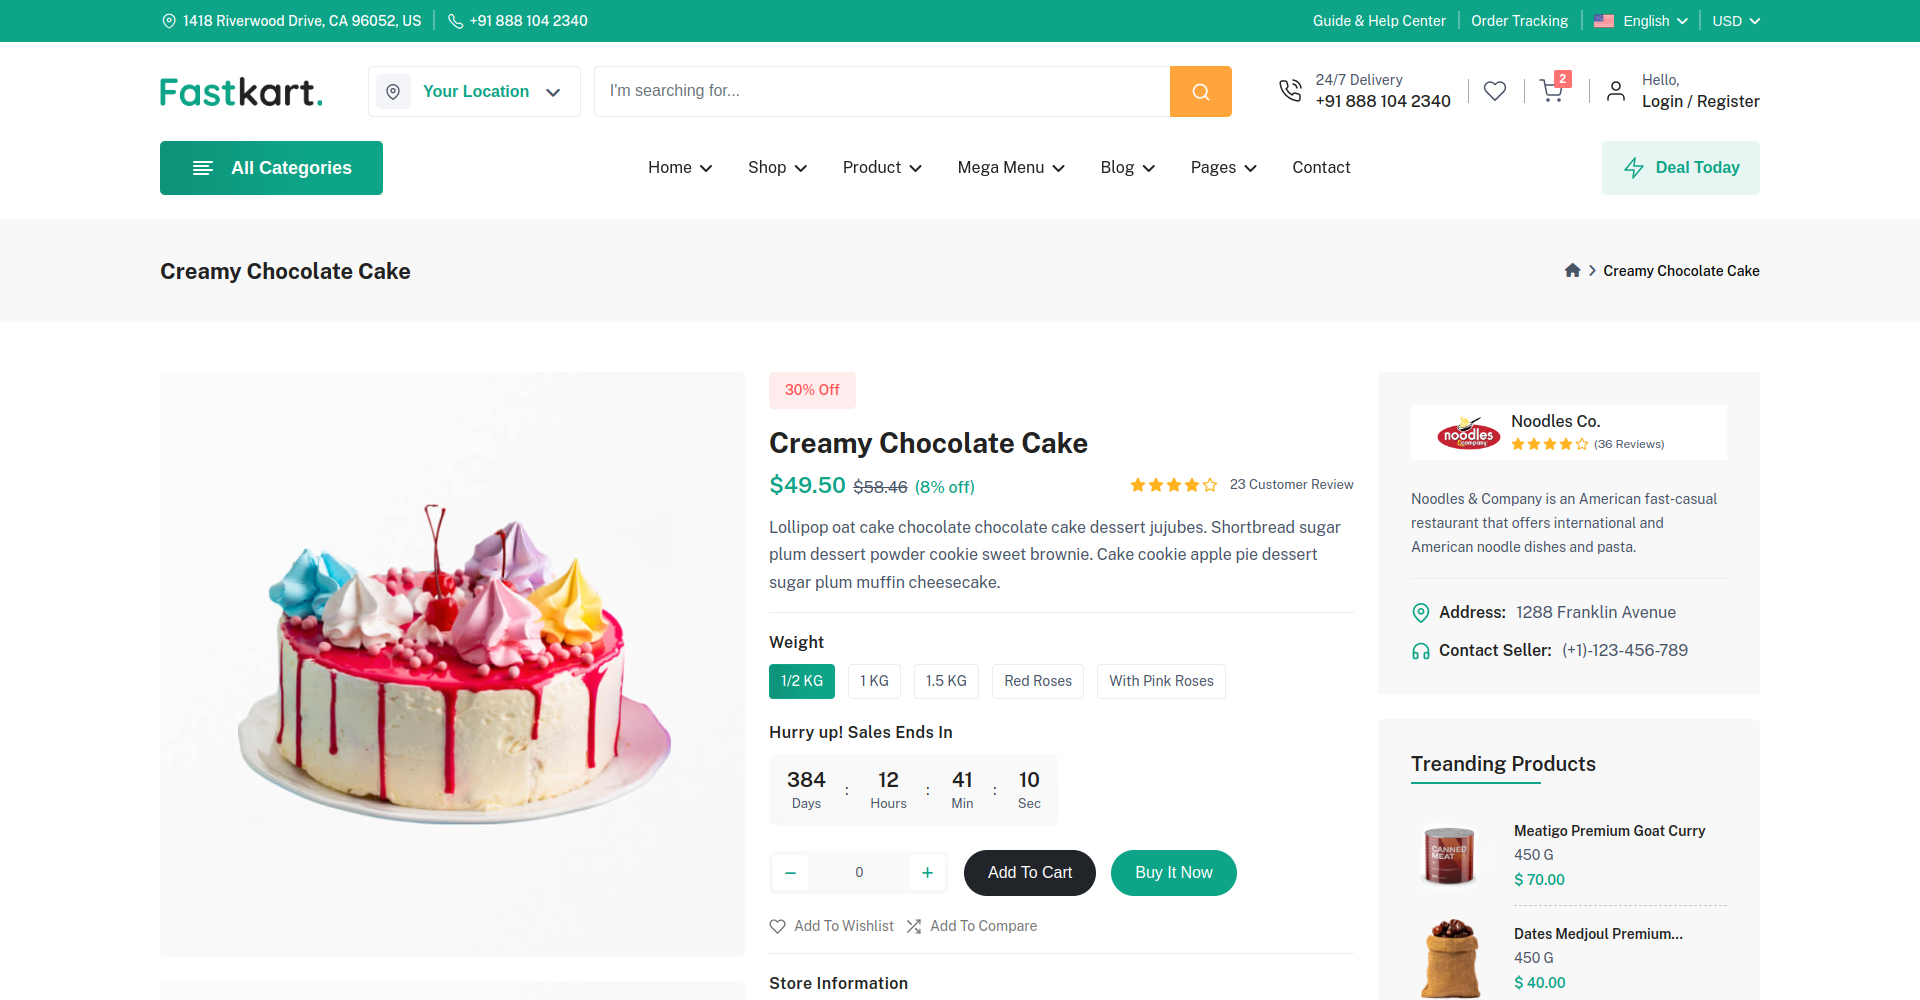 1418 Riverwood Drive, CA 96052, US
+91 888 104 2340
Guide & Help Center
Order Tracking
English
USD
Fastkart.
Your Location
I'm searching for...
24/7 Delivery
+91 888 104 2340
2
Hello,
Login / Register
All Categories
Home
Shop
Product
Mega Menu
Blog
Pages
Contact
Deal Today
Creamy Chocolate Cake
Creamy Chocolate Cake
30% Off
Creamy Chocolate Cake
$49.50 $58.46 (8% off)
23 Customer Review
Lollipop oat cake chocolate chocolate cake dessert jujubes. Shortbread sugar
plum dessert powder cookie sweet brownie. Cake cookie apple pie dessert
sugar plum muffin cheesecake.
Weight
1/2 KG
1 KG
1.5 KG
Red Roses
With Pink Roses
Hurry up! Sales Ends In
384 : 12 : 41 : 10
Days Hours Min Sec
− 0 +
Add To Cart
Buy It Now
Add To Wishlist
Add To Compare
Store Information
noodles
&company
Noodles Co.
(36 Reviews)
Noodles & Company is an American fast-casual
restaurant that offers international and
American noodle dishes and pasta.
Address: 1288 Franklin Avenue
Contact Seller: (+1)-123-456-789
Treanding Products
CANNED
MEAT
Meatigo Premium Goat Curry
450 G
$ 70.00
Dates Medjoul Premium...
450 G
$ 40.00